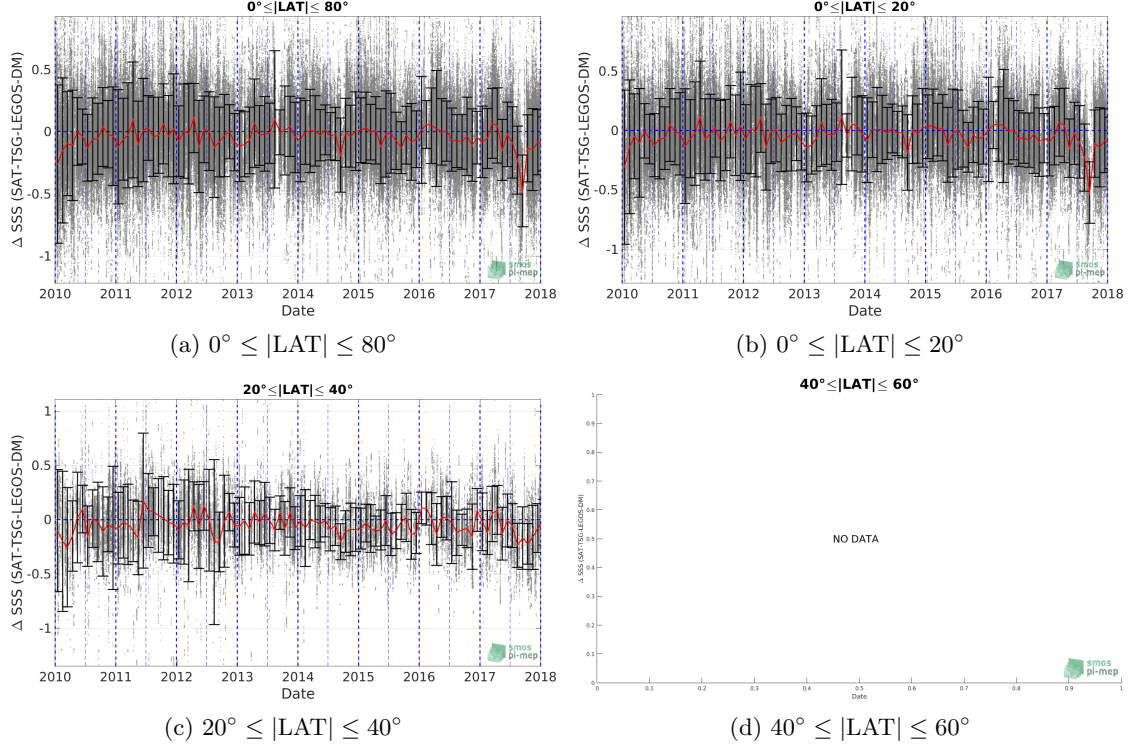 0°≤|LAT|≤ 80°
Δ SSS (SAT-TSG-LEGOS-DM)
0.5
0
-0.5
-1
2010 2011 2012 2013 2014 2015 2016 2017 2018
Date
smos
pi-mep
(a) 0° ≤ |LAT| ≤ 80°
0°≤|LAT|≤ 20°
Δ SSS (SAT-TSG-LEGOS-DM)
0.5
0
-0.5
-1
2010 2011 2012 2013 2014 2015 2016 2017 2018
Date
smos
pi-mep
(b) 0° ≤ |LAT| ≤ 20°
20°≤|LAT|≤ 40°
Δ SSS (SAT-TSG-LEGOS-DM)
1
0.5
0
-0.5
-1
2010 2011 2012 2013 2014 2015 2016 2017 2018
Date
smos
pi-mep
(c) 20° ≤ |LAT| ≤ 40°
40°≤|LAT|≤ 60°
Δ SSS (SAT-TSG-LEGOS-DM)
1
0.9
0.8
0.7
0.6
0.5
0.4
0.3
0.2
0.1
0
NO DATA
0 0.1 0.2 0.3 0.4 0.5 0.6 0.7 0.8 0.9 1
Date
smos
pi-mep
(d) 40° ≤ |LAT| ≤ 60°